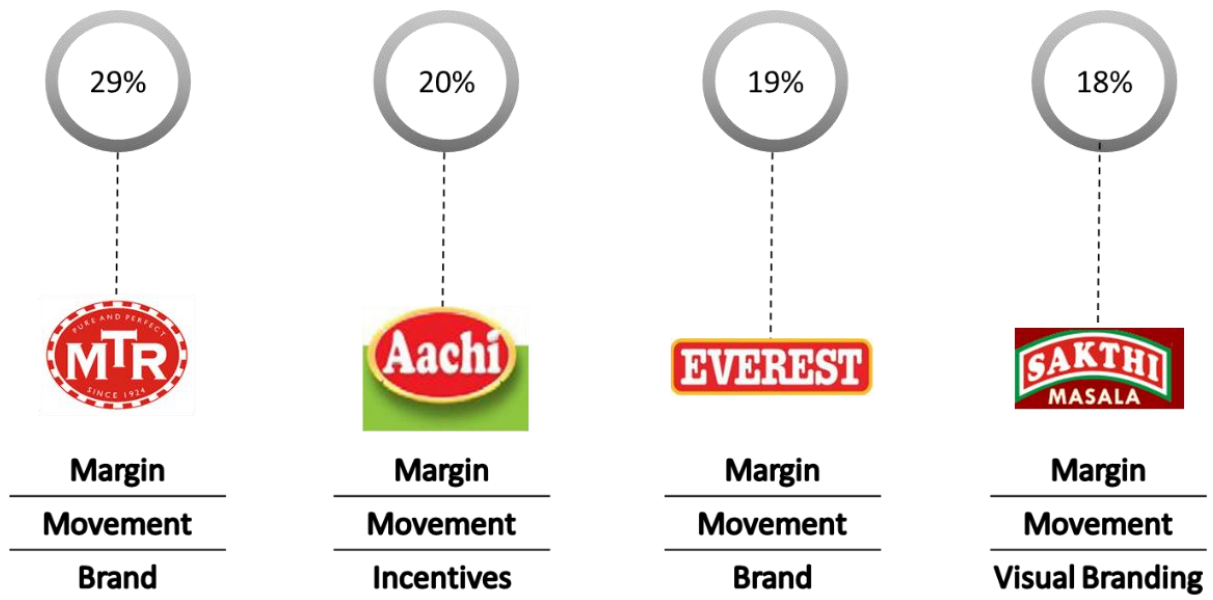 29%
20%
19%
18%
PURE AND PERFECT
MTR
SINCE 1924
Aachi
EVEREST
SAKTHI
MASALA
Margin
Margin
Margin
Margin
Movement
Movement
Movement
Movement
Brand
Incentives
Brand
Visual Branding